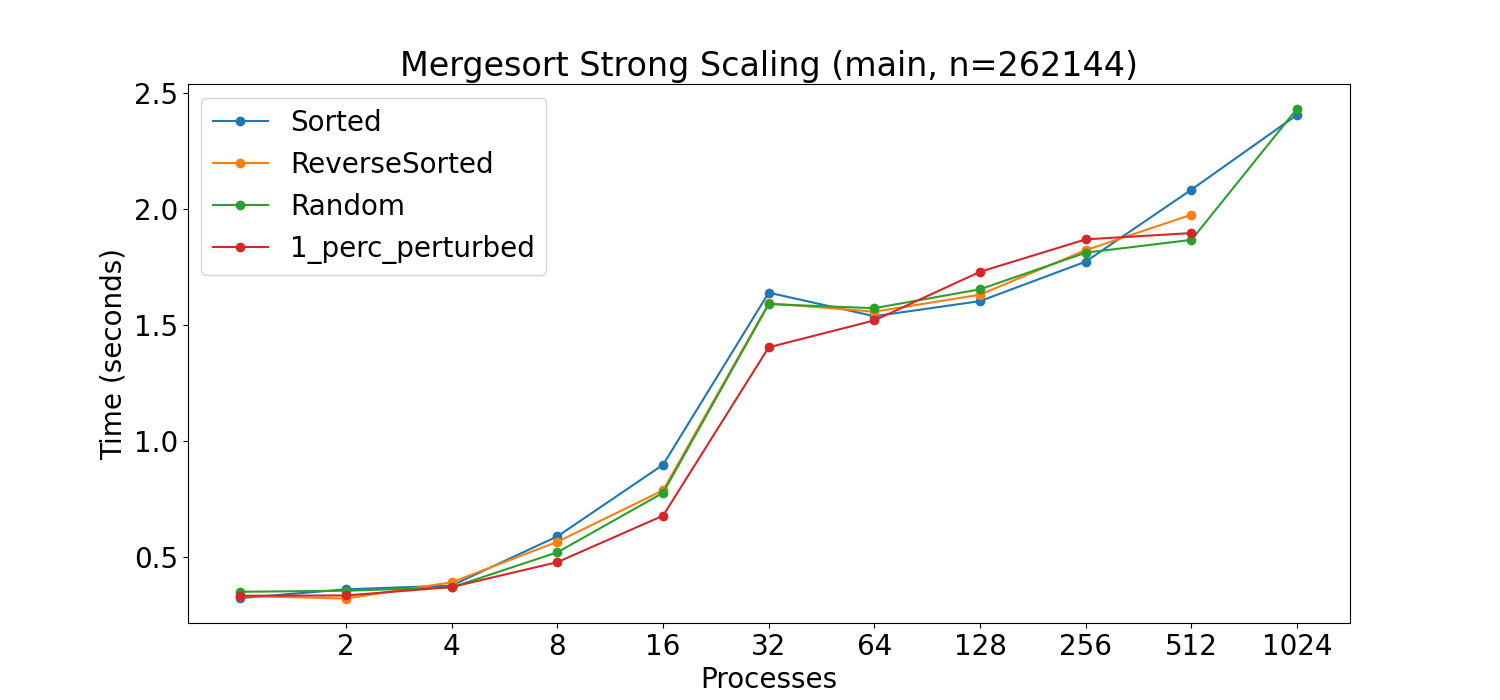 Mergesort Strong Scaling (main, n=262144)
2.5
2.0
1.5
1.0
0.5
Time (seconds)
Sorted
ReverseSorted
Random
1_perc_perturbed
2 4 8 16 32 64 128 256 512 1024
Processes